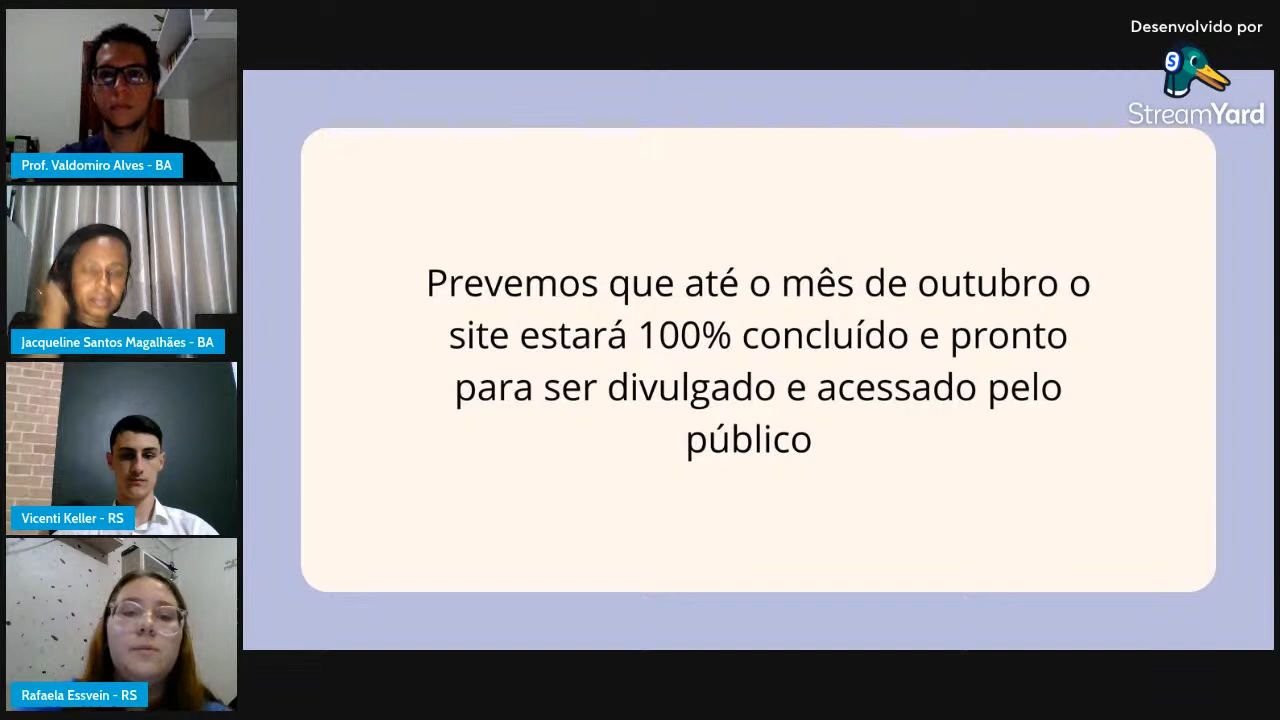 Prof. Valdomiro Alves - BA
Jacqueline Santos Magalhães - BA
Vicenti Keller - RS
Rafaela Essvein - RS
Desenvolvido por
S
StreamYard
Prevemos que até o mês de outubro o
site estará 100% concluído e pronto
para ser divulgado e acessado pelo
público